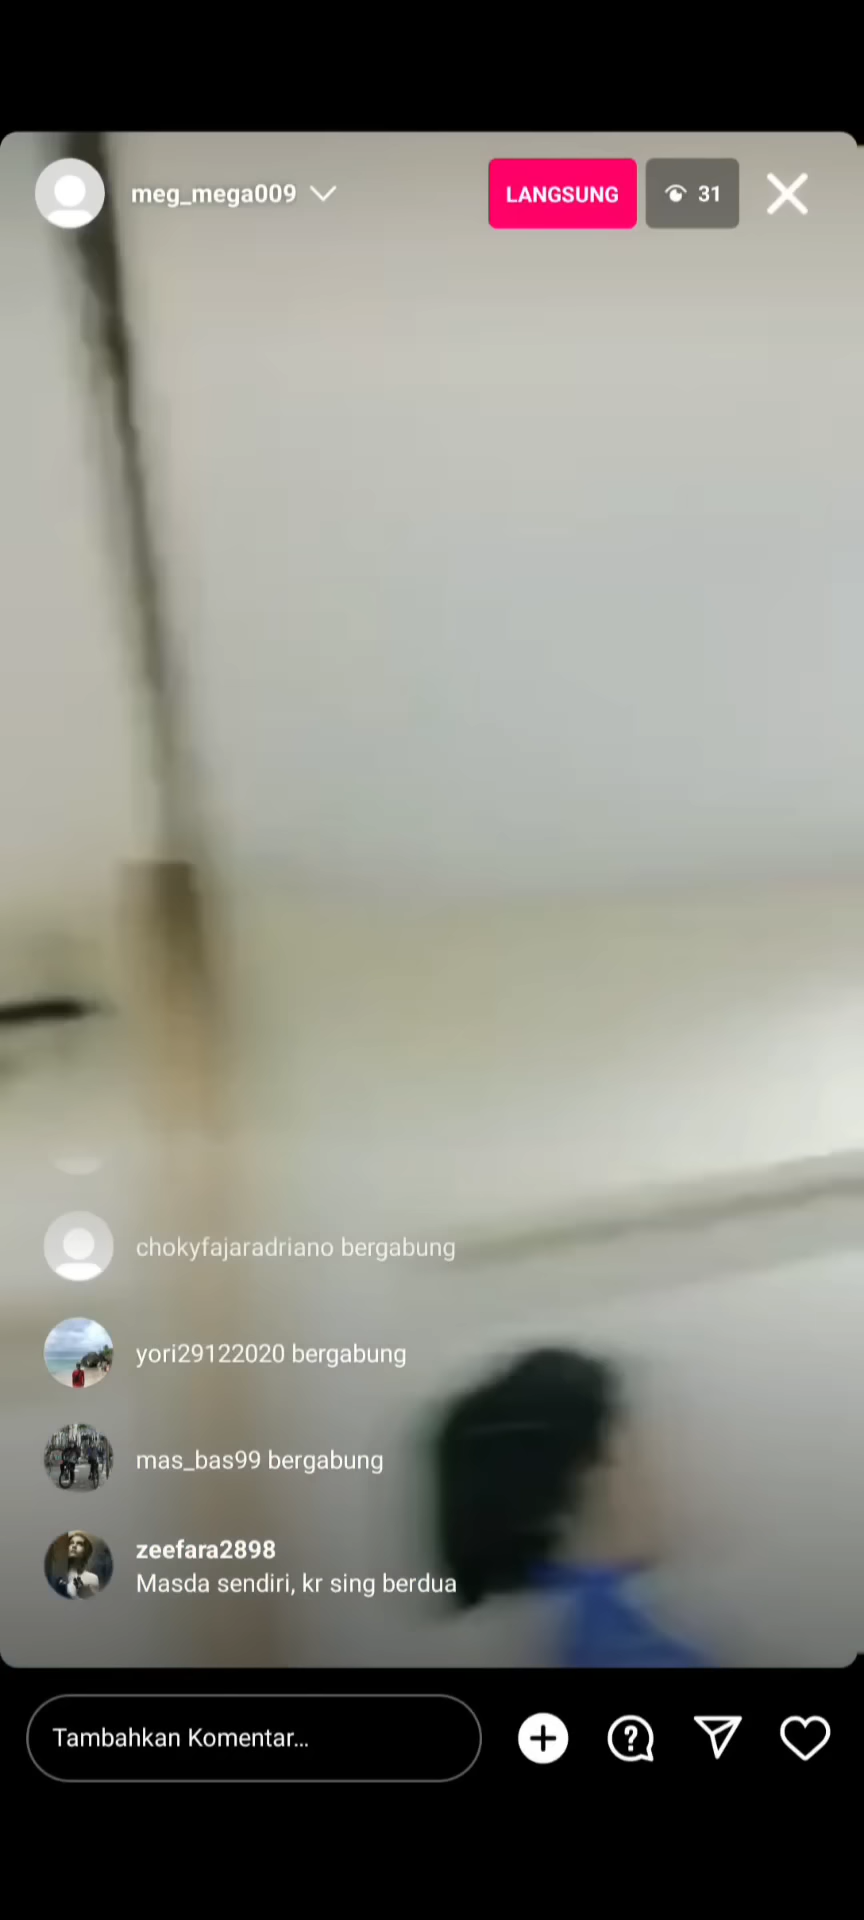 meg_mega009
LANGSUNG
31
chokyfajaradriano bergabung
yori29122020 bergabung
mas_bas99 bergabung
zeefara2898
Masda sendiri, kr sing berdua
Tambahkan Komentar...